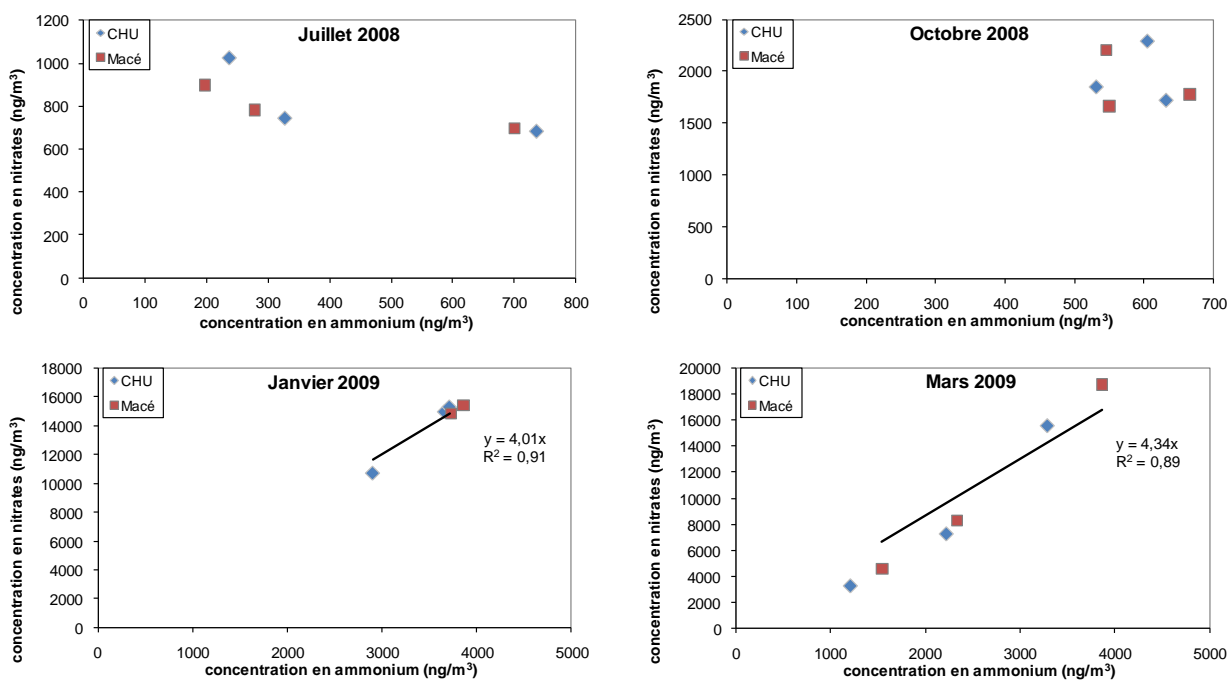 Juillet 2008
CHU
Macé
concentration en nitrates (ng/m³)
1200
1000
800
600
400
200
0
0 100 200 300 400 500 600 700 800
concentration en ammonium (ng/m³)
Octobre 2008
CHU
Macé
concentration en nitrates (ng/m³)
2500
2000
1500
1000
500
0
0 100 200 300 400 500 600 700
concentration en ammonium (ng/m³)
Janvier 2009
CHU
Macé
concentration en nitrates (ng/m³)
18000
16000
14000
12000
10000
8000
6000
4000
2000
0
y = 4,01x
R² = 0,91
0 1000 2000 3000 4000 5000
concentration en ammonium (ng/m³)
Mars 2009
CHU
Macé
concentration en nitrates (ng/m³)
20000
18000
16000
14000
12000
10000
8000
6000
4000
2000
0
y = 4,34x
R² = 0,89
0 1000 2000 3000 4000 5000
concentration en ammonium (ng/m³)